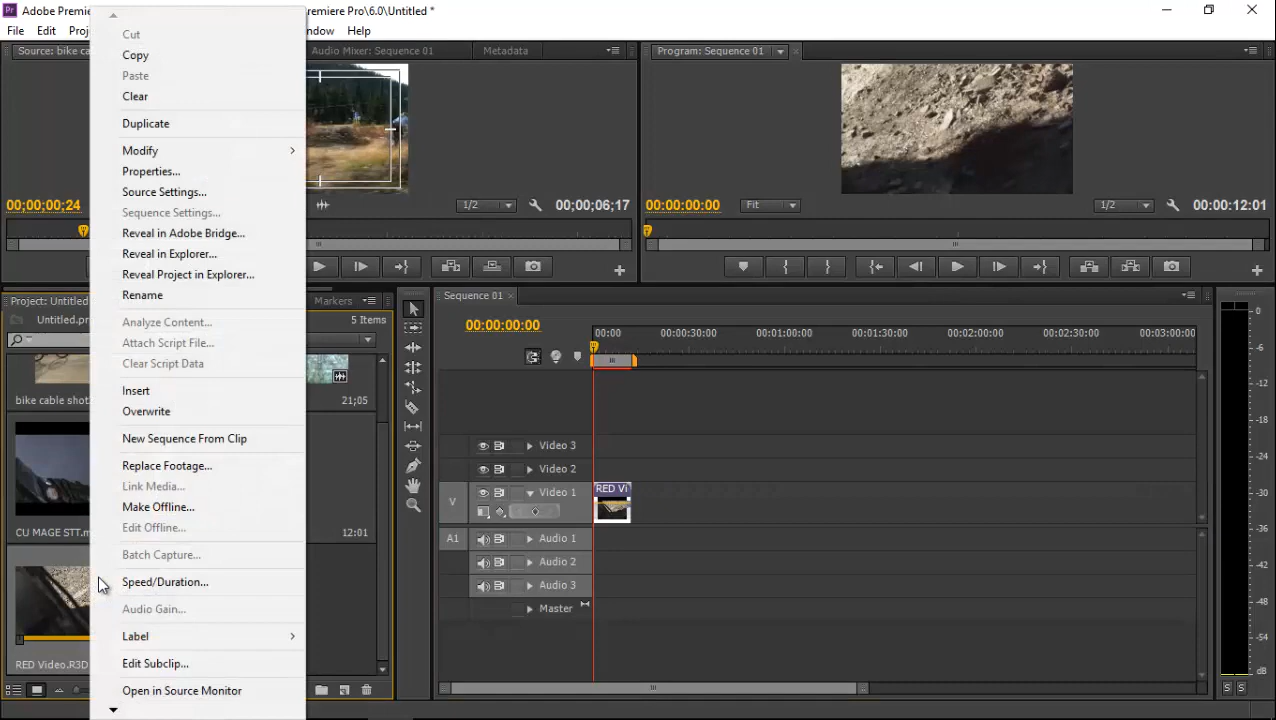 Adobe Premie
remiere Pro\6.0\Untitled *
File
Edit
Proj
ndow
Help
Source: bike ca
Audio Mixer: Sequence 01
Metadata
Program: Sequence 01
00;00;00;24
1/2
00;00;06;17
00:00:00:00
Fit
1/2
00:00:12:01
Cut
Copy
Paste
Clear
Duplicate
Modify
Properties...
Source Settings...
Sequence Settings...
Reveal in Adobe Bridge...
Reveal in Explorer...
Reveal Project in Explorer...
Rename
Analyze Content...
Attach Script File...
Clear Script Data
Insert
Overwrite
New Sequence From Clip
Replace Footage...
Link Media...
Make Offline...
Edit Offline...
Batch Capture...
Speed/Duration...
Audio Gain...
Label
Edit Subclip...
Open in Source Monitor
Project: Untitled
Markers
Untitled.pr
5 Items
bike cable shot.
21;05
CU MAGE STT.m
12:01
RED Video.R3D
Sequence 01
00:00:00:00
00:00
00:00:30:00
00:01:00:00
00:01:30:00
00:02:00:00
00:02:30:00
00:03:00:00
Video 3
Video 2
V
Video 1
RED Vi
A1
Audio 1
Audio 2
Audio 3
Master
0
-6
-12
-18
-24
-30
-36
-42
-48
-54
dB
S
S